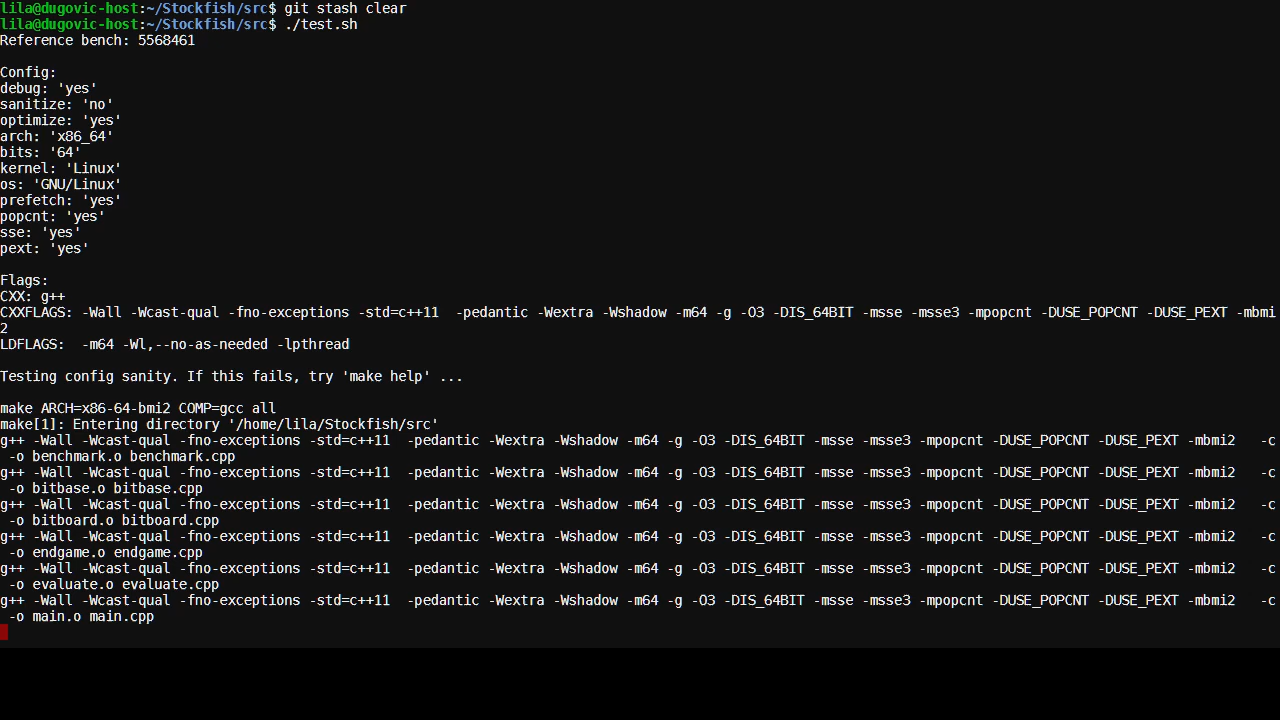 lila@dugovic-host:~/Stockfish/src$ git stash clear
lila@dugovic-host:~/Stockfish/src$ ./test.sh
Reference bench: 5568461

Config:
debug: 'yes'
sanitize: 'no'
optimize: 'yes'
arch: 'x86_64'
bits: '64'
kernel: 'Linux'
os: 'GNU/Linux'
prefetch: 'yes'
popcnt: 'yes'
sse: 'yes'
pext: 'yes'

Flags:
CXX: g++
CXXFLAGS: -Wall -Wcast-qual -fno-exceptions -std=c++11  -pedantic -Wextra -Wshadow -m64 -g -O3 -DIS_64BIT -msse -msse3 -mpopcnt -DUSE_POPCNT -DUSE_PEXT -mbmi
2
LDFLAGS:  -m64 -Wl,--no-as-needed -lpthread

Testing config sanity. If this fails, try 'make help' ...

make ARCH=x86-64-bmi2 COMP=gcc all
make[1]: Entering directory '/home/lila/Stockfish/src'
g++ -Wall -Wcast-qual -fno-exceptions -std=c++11  -pedantic -Wextra -Wshadow -m64 -g -O3 -DIS_64BIT -msse -msse3 -mpopcnt -DUSE_POPCNT -DUSE_PEXT -mbmi2   -c
 -o benchmark.o benchmark.cpp
g++ -Wall -Wcast-qual -fno-exceptions -std=c++11  -pedantic -Wextra -Wshadow -m64 -g -O3 -DIS_64BIT -msse -msse3 -mpopcnt -DUSE_POPCNT -DUSE_PEXT -mbmi2   -c
 -o bitbase.o bitbase.cpp
g++ -Wall -Wcast-qual -fno-exceptions -std=c++11  -pedantic -Wextra -Wshadow -m64 -g -O3 -DIS_64BIT -msse -msse3 -mpopcnt -DUSE_POPCNT -DUSE_PEXT -mbmi2   -c
 -o bitboard.o bitboard.cpp
g++ -Wall -Wcast-qual -fno-exceptions -std=c++11  -pedantic -Wextra -Wshadow -m64 -g -O3 -DIS_64BIT -msse -msse3 -mpopcnt -DUSE_POPCNT -DUSE_PEXT -mbmi2   -c
 -o endgame.o endgame.cpp
g++ -Wall -Wcast-qual -fno-exceptions -std=c++11  -pedantic -Wextra -Wshadow -m64 -g -O3 -DIS_64BIT -msse -msse3 -mpopcnt -DUSE_POPCNT -DUSE_PEXT -mbmi2   -c
 -o evaluate.o evaluate.cpp
g++ -Wall -Wcast-qual -fno-exceptions -std=c++11  -pedantic -Wextra -Wshadow -m64 -g -O3 -DIS_64BIT -msse -msse3 -mpopcnt -DUSE_POPCNT -DUSE_PEXT -mbmi2   -c
 -o main.o main.cpp